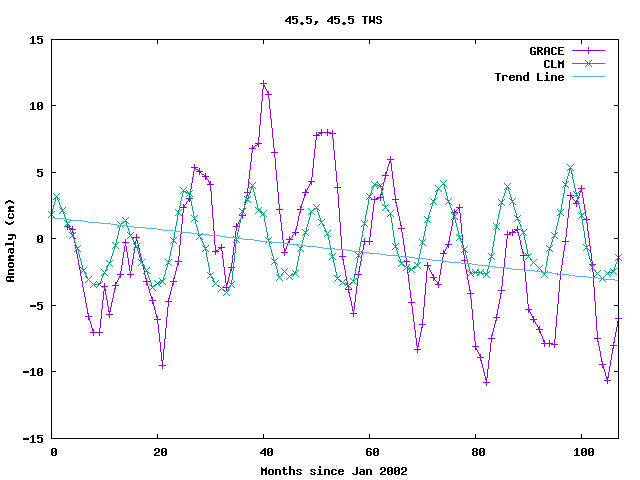 45.5, 45.5 TWS
GRACE
CLM
Trend Line
Anomaly (cm)
15
10
5
0
-5
-10
-15
0 20 40 60 80 100
Months since Jan 2002